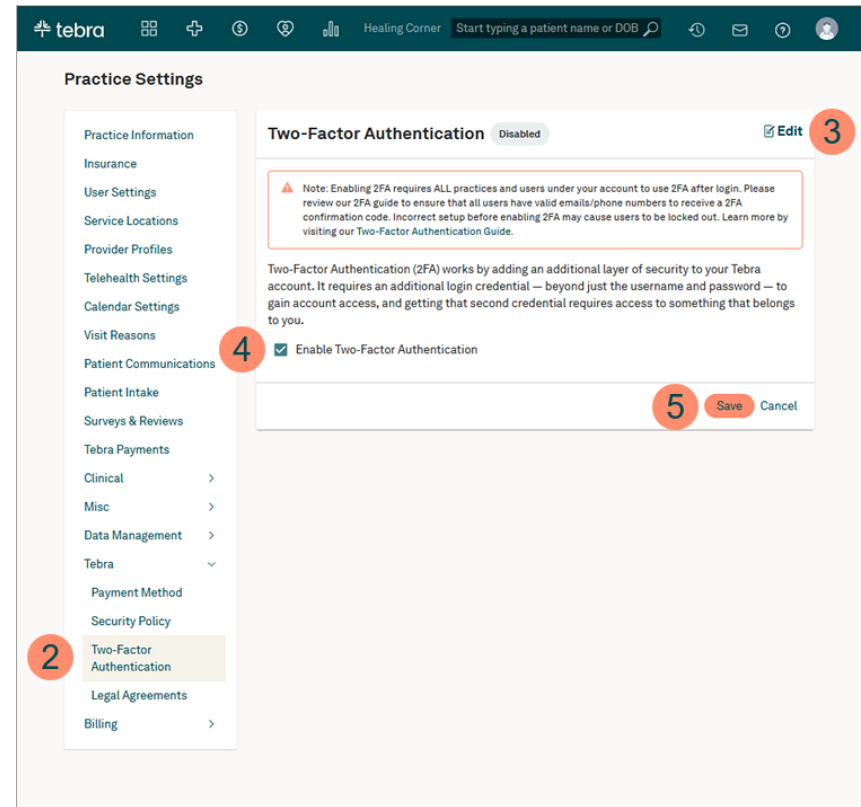 tebra
Healing Corner
Start typing a patient name or DOB
Practice Settings
Practice Information
Insurance
User Settings
Service Locations
Provider Profiles
Telehealth Settings
Calendar Settings
Visit Reasons
Patient Communications
Patient Intake
Surveys & Reviews
Tebra Payments
Clinical
Misc
Data Management
Tebra
Payment Method
Security Policy
2
Two-Factor
Authentication
Legal Agreements
Billing
Two-Factor Authentication Disabled
Edit
3
Note: Enabling 2FA requires ALL practices and users under your account to use 2FA after login. Please
review our 2FA guide to ensure that all users have valid emails/phone numbers to receive a 2FA
confirmation code. Incorrect setup before enabling 2FA may cause users to be locked out. Learn more by
visiting our Two-Factor Authentication Guide.
Two-Factor Authentication (2FA) works by adding an additional layer of security to your Tebra
account. It requires an additional login credential — beyond just the username and password — to
gain account access, and getting that second credential requires access to something that belongs
to you.
4
Enable Two-Factor Authentication
5
Save Cancel